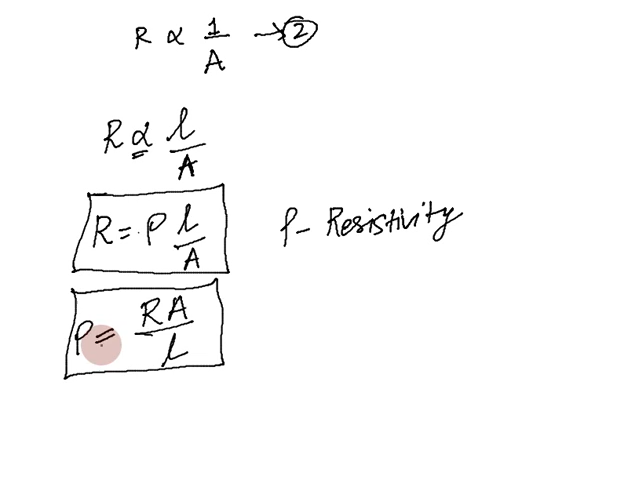 R ∝ 1/A → ②
R ∝ l/A
R = ρ l/A
ρ - Resistivity
ρ = RA/l